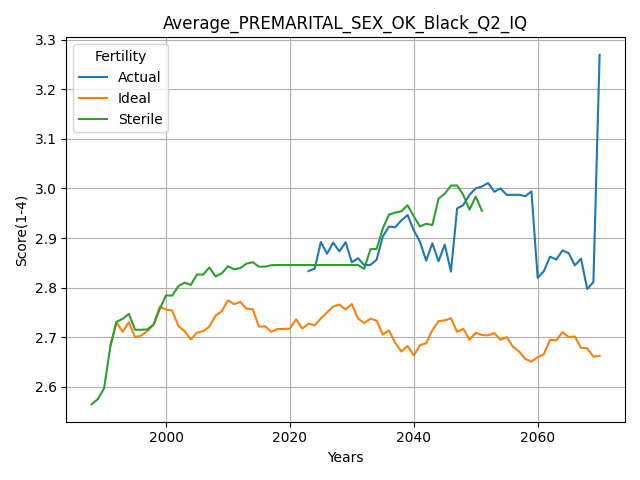 Average_PREMARITAL_SEX_OK_Black_Q2_IQ
Score(1-4)
3.3
3.2
3.1
3.0
2.9
2.8
2.7
2.6
Fertility
Actual
Ideal
Sterile
2000
2020
2040
2060
Years